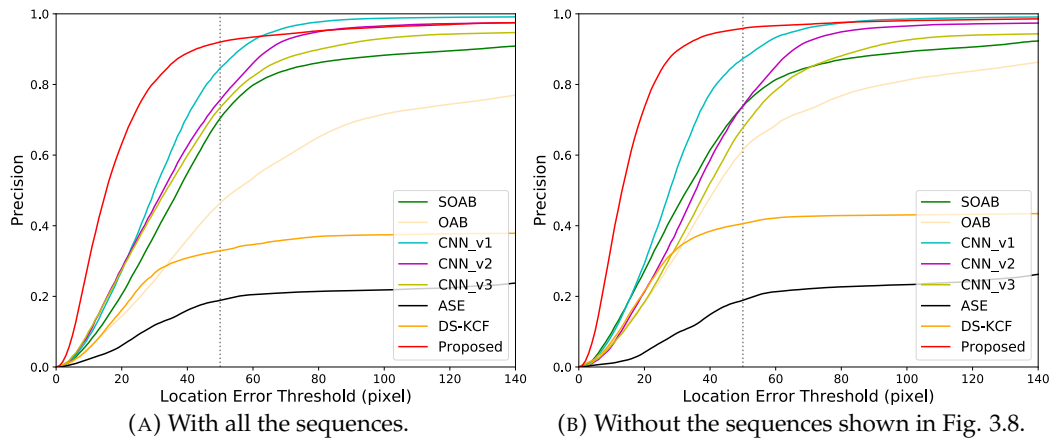 1.0
0.8
0.6
0.4
0.2
0.0
Precision
0 20 40 60 80 100 120 140
Location Error Threshold (pixel)
SOAB
OAB
CNN_v1
CNN_v2
CNN_v3
ASE
DS-KCF
Proposed
(A) With all the sequences.
1.0
0.8
0.6
0.4
0.2
0.0
Precision
0 20 40 60 80 100 120 140
Location Error Threshold (pixel)
SOAB
OAB
CNN_v1
CNN_v2
CNN_v3
ASE
DS-KCF
Proposed
(B) Without the sequences shown in Fig. 3.8.